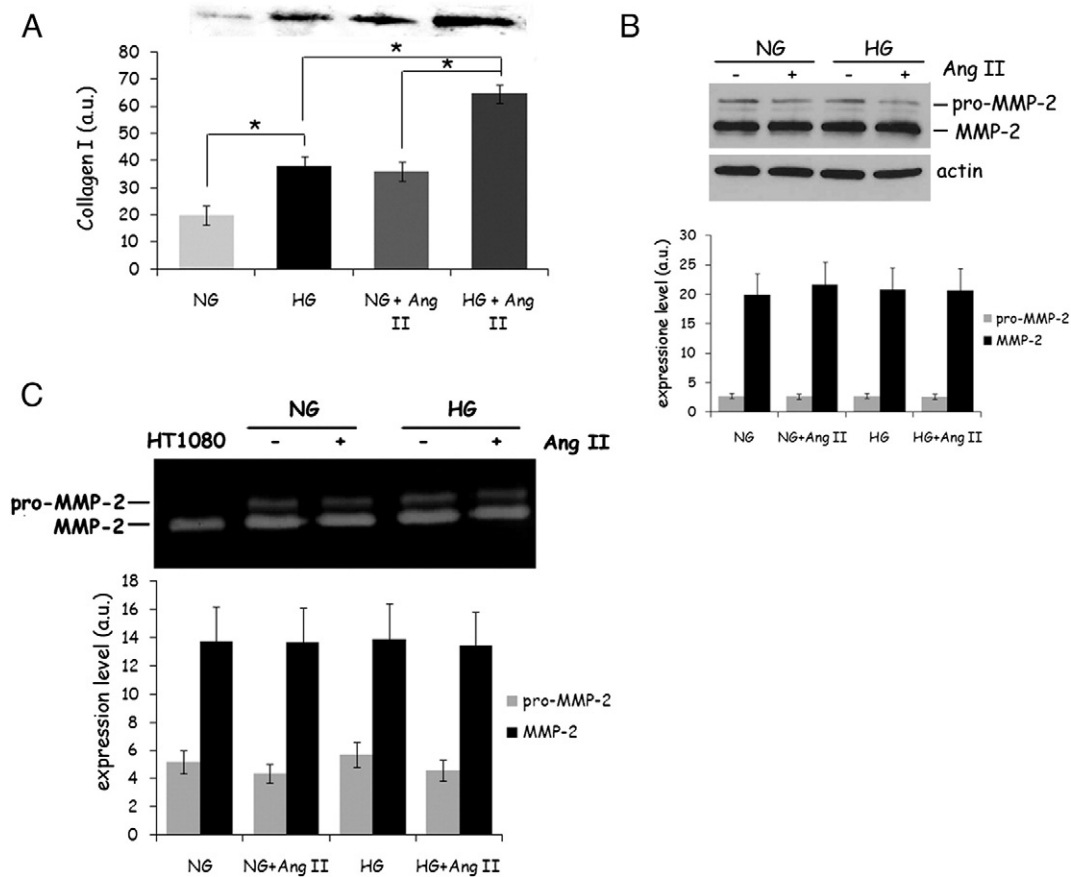 A
*
*
*
80
70
60
50
40
30
20
10
0
Collagen I (a.u.)
NG HG NG + Ang II HG + Ang II
B
NG HG
- + - + Ang II
pro-MMP-2
MMP-2
actin
30
25
20
15
10
5
0
expressione level (a.u.)
pro-MMP-2
MMP-2
NG NG+Ang II HG HG+Ang II
C
NG HG
HT1080 - + - + Ang II
pro-MMP-2
MMP-2
18
16
14
12
10
8
6
4
2
0
expression level (a.u.)
pro-MMP-2
MMP-2
NG NG+Ang II HG HG+Ang II